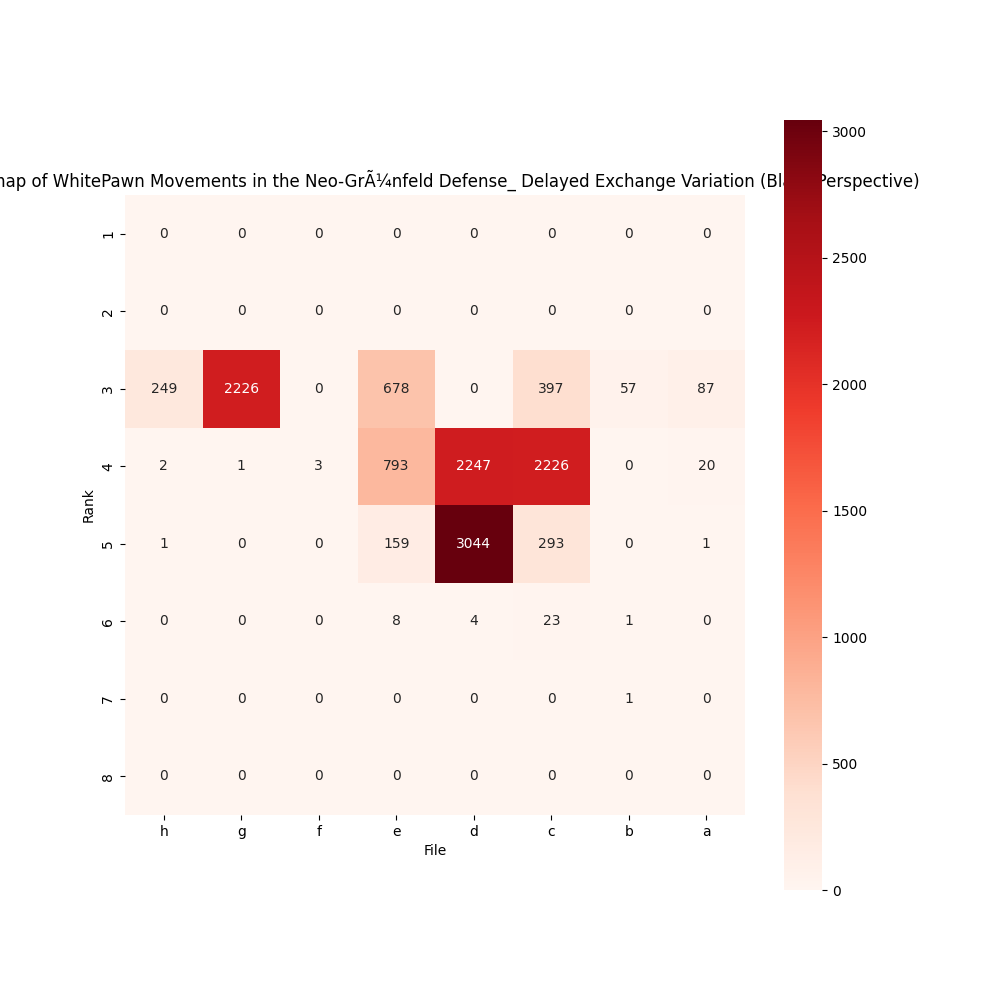 map of WhitePawn Movements in the Neo-GrÃ¼nfeld Defense_ Delayed Exchange Variation (Bla Perspective)
1 0 0 0 0 0 0 0 0
2 0 0 0 0 0 0 0 0
3 249 2226 0 678 0 397 57 87
4 2 1 3 793 2247 2226 0 20
5 1 0 0 159 3044 293 0 1
6 0 0 0 8 4 23 1 0
7 0 0 0 0 0 0 1 0
8 0 0 0 0 0 0 0 0
h g f e d c b a
File
Rank
3000
2500
2000
1500
1000
500
0